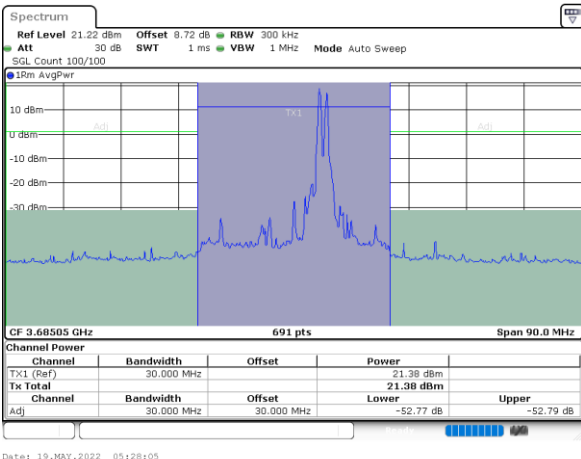 Spectrum
Ref Level 21.22 dBm Offset 8.72 dB RBW 300 kHz
Att 30 dB SWT 1 ms VBW 1 MHz Mode Auto Sweep
SGL Count 100/100
1Rm AvgPwr
10 dBm
TX1
Adj Adj
0 dBm
-10 dBm
-20 dBm
-30 dBm
CF 3.68505 GHz 691 pts Span 90.0 MHz
Channel Power
Channel Bandwidth Offset Power
TX1 (Ref) 30.000 MHz 21.38 dBm
Tx Total 21.38 dBm
Channel Bandwidth Offset Lower Upper
Adj 30.000 MHz 30.000 MHz -52.77 dB -52.79 dB
Ready
Date: 19.MAY.2022 05:28:05